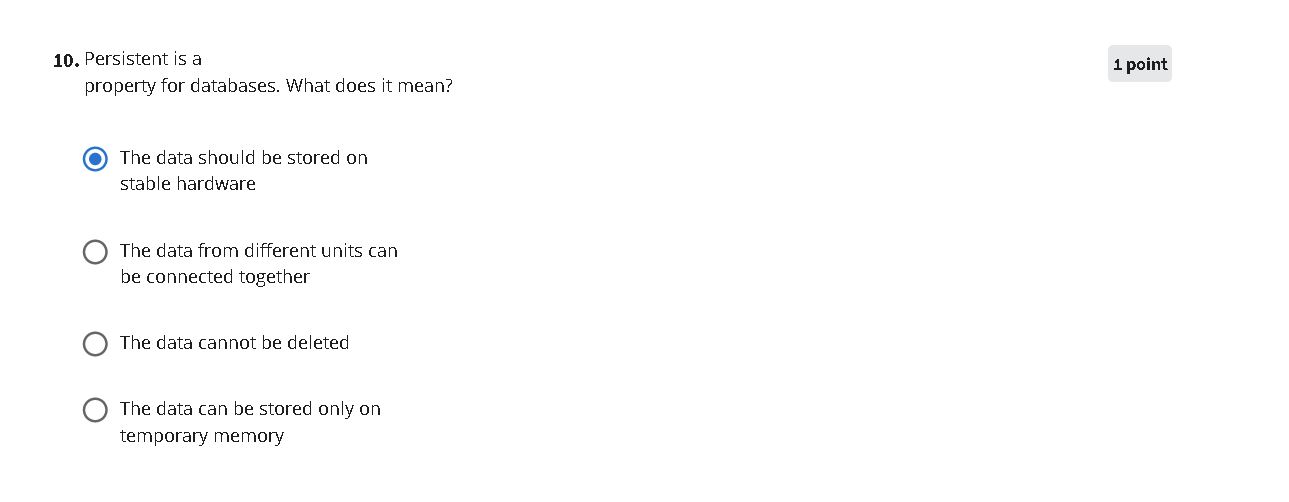 10. Persistent is a
property for databases. What does it mean?
1 point
The data should be stored on
stable hardware
The data from different units can
be connected together
The data cannot be deleted
The data can be stored only on
temporary memory